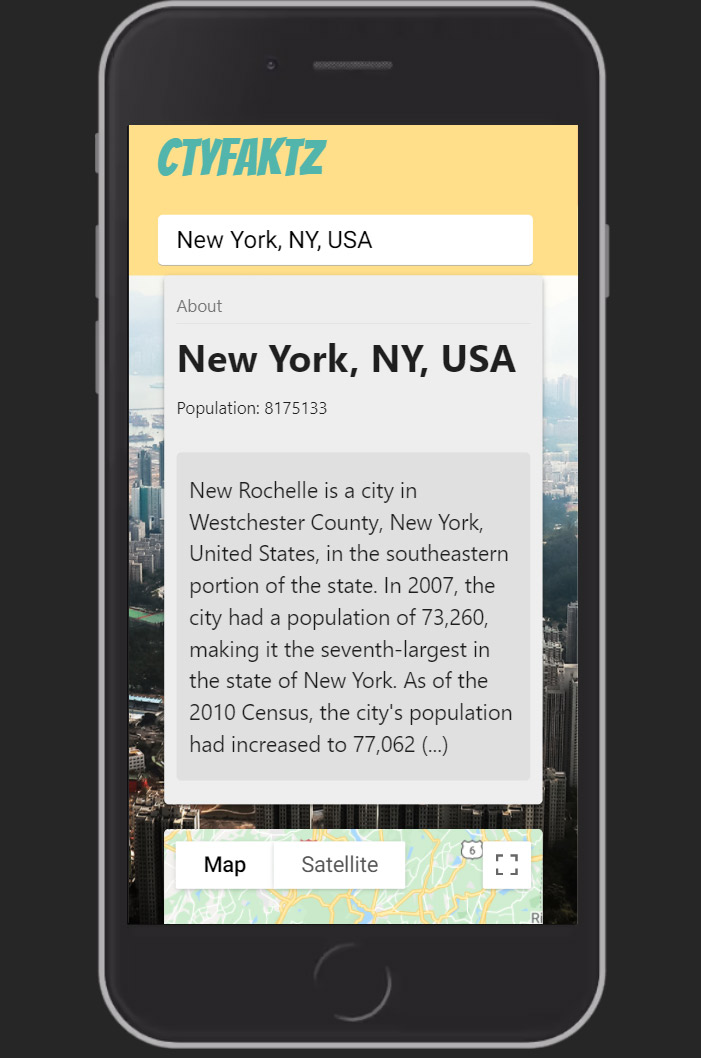 CTYFAKTZ
New York, NY, USA
About
New York, NY, USA
Population: 8175133
New Rochelle is a city in
Westchester County, New York,
United States, in the southeastern
portion of the state. In 2007, the
city had a population of 73,260,
making it the seventh-largest in
the state of New York. As of the
2010 Census, the city's population
had increased to 77,062 (...)
Map Satellite 6
Ri